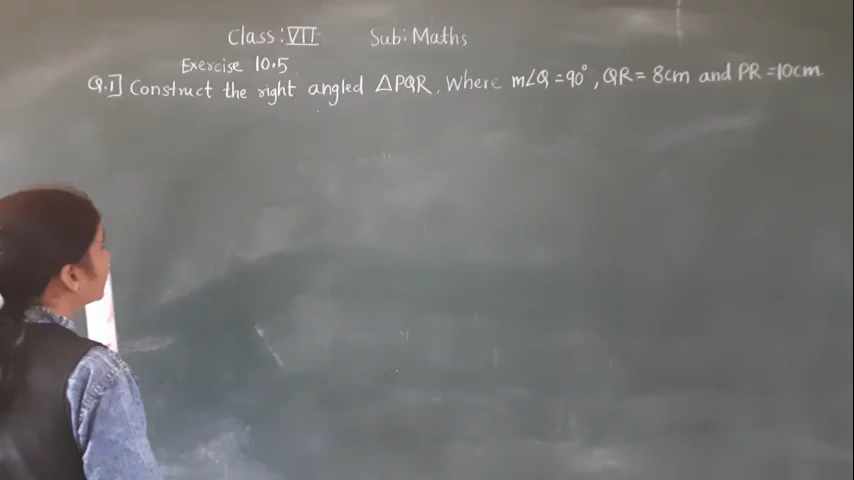 Class: VII Sub: Maths
Exercise 10.5
Q.1] Construct the right angled △PQR, Where m∠Q = 90°, QR = 8cm and PR = 10cm.